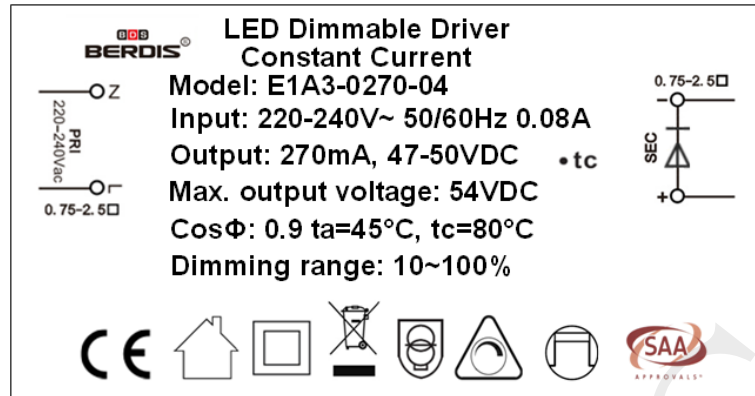 BDS
BERDIS®
LED Dimmable Driver
Constant Current
Model: E1A3-0270-04
Input: 220-240V~ 50/60Hz 0.08A
Output: 270mA, 47-50VDC
Max. output voltage: 54VDC
CosΦ: 0.9 ta=45°C, tc=80°C
Dimming range: 10~100%
N
PRI
220-240Vac
L
0.75-2.5□
•tc
0.75-2.5□
-
SEC
+
CE
SAA
APPROVALS®